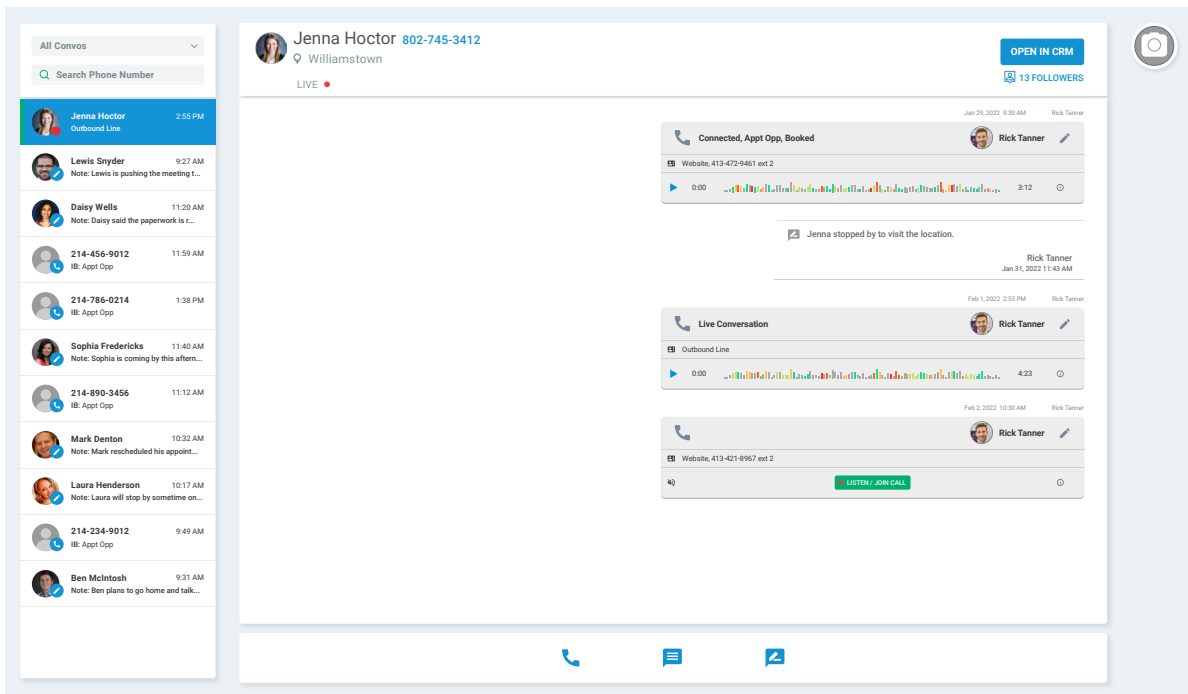 All Convos
Search Phone Number
Jenna Hoctor 2:55 PM
Outbound Line
Lewis Snyder 9:27 AM
Note: Lewis is pushing the meeting t...
Daisy Wells 11:20 AM
Note: Daisy said the paperwork is r...
214-456-9012 11:59 AM
IB: Appt Opp
214-786-0214 1:38 PM
IB: Appt Opp
Sophia Fredericks 11:40 AM
Note: Sophia is coming by this aftern...
214-890-3456 11:12 AM
IB: Appt Opp
Mark Denton 10:32 AM
Note: Mark rescheduled his appoint...
Laura Henderson 10:17 AM
Note: Laura will stop by sometime on...
214-234-9012 9:49 AM
IB: Appt Opp
Ben McIntosh 9:31 AM
Note: Ben plans to go home and talk...
Jenna Hoctor 802-745-3412
Williamstown
LIVE
OPEN IN CRM
13 FOLLOWERS
Jan 29, 2022 9:30 AM Rick Tanner
Connected, Appt Opp, Booked Rick Tanner
Website, 413-472-9461 ext 2
0:00 3:12
Jenna stopped by to visit the location.
Rick Tanner
Jan 31, 2022 11:43 AM
Feb 1, 2022 2:55 PM Rick Tanner
Live Conversation Rick Tanner
Outbound Line
0:00 4:23
Feb 2, 2022 10:30 AM Rick Tanner
Rick Tanner
Website, 413-421-8967 ext 2
LISTEN / JOIN CALL